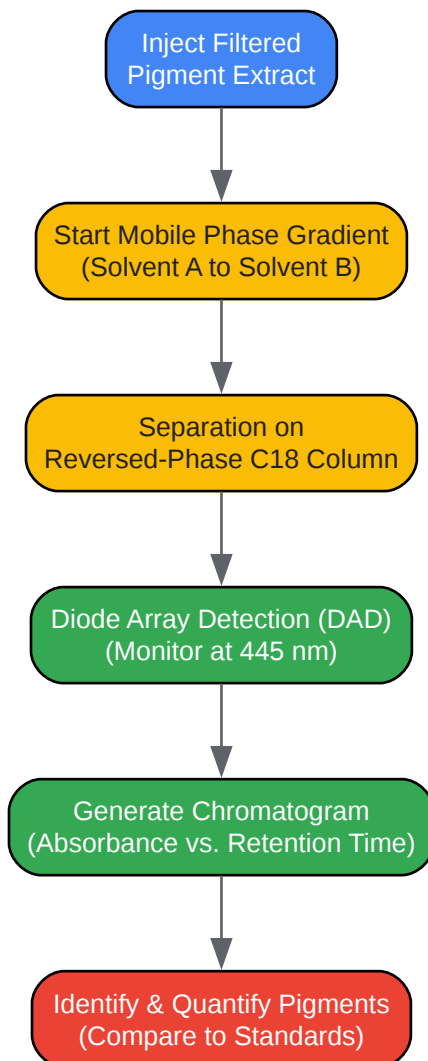 Inject Filtered
Pigment Extract
Start Mobile Phase Gradient
(Solvent A to Solvent B)
Separation on
Reversed-Phase C18 Column
Diode Array Detection (DAD)
(Monitor at 445 nm)
Generate Chromatogram
(Absorbance vs. Retention Time)
Identify & Quantify Pigments
(Compare to Standards)